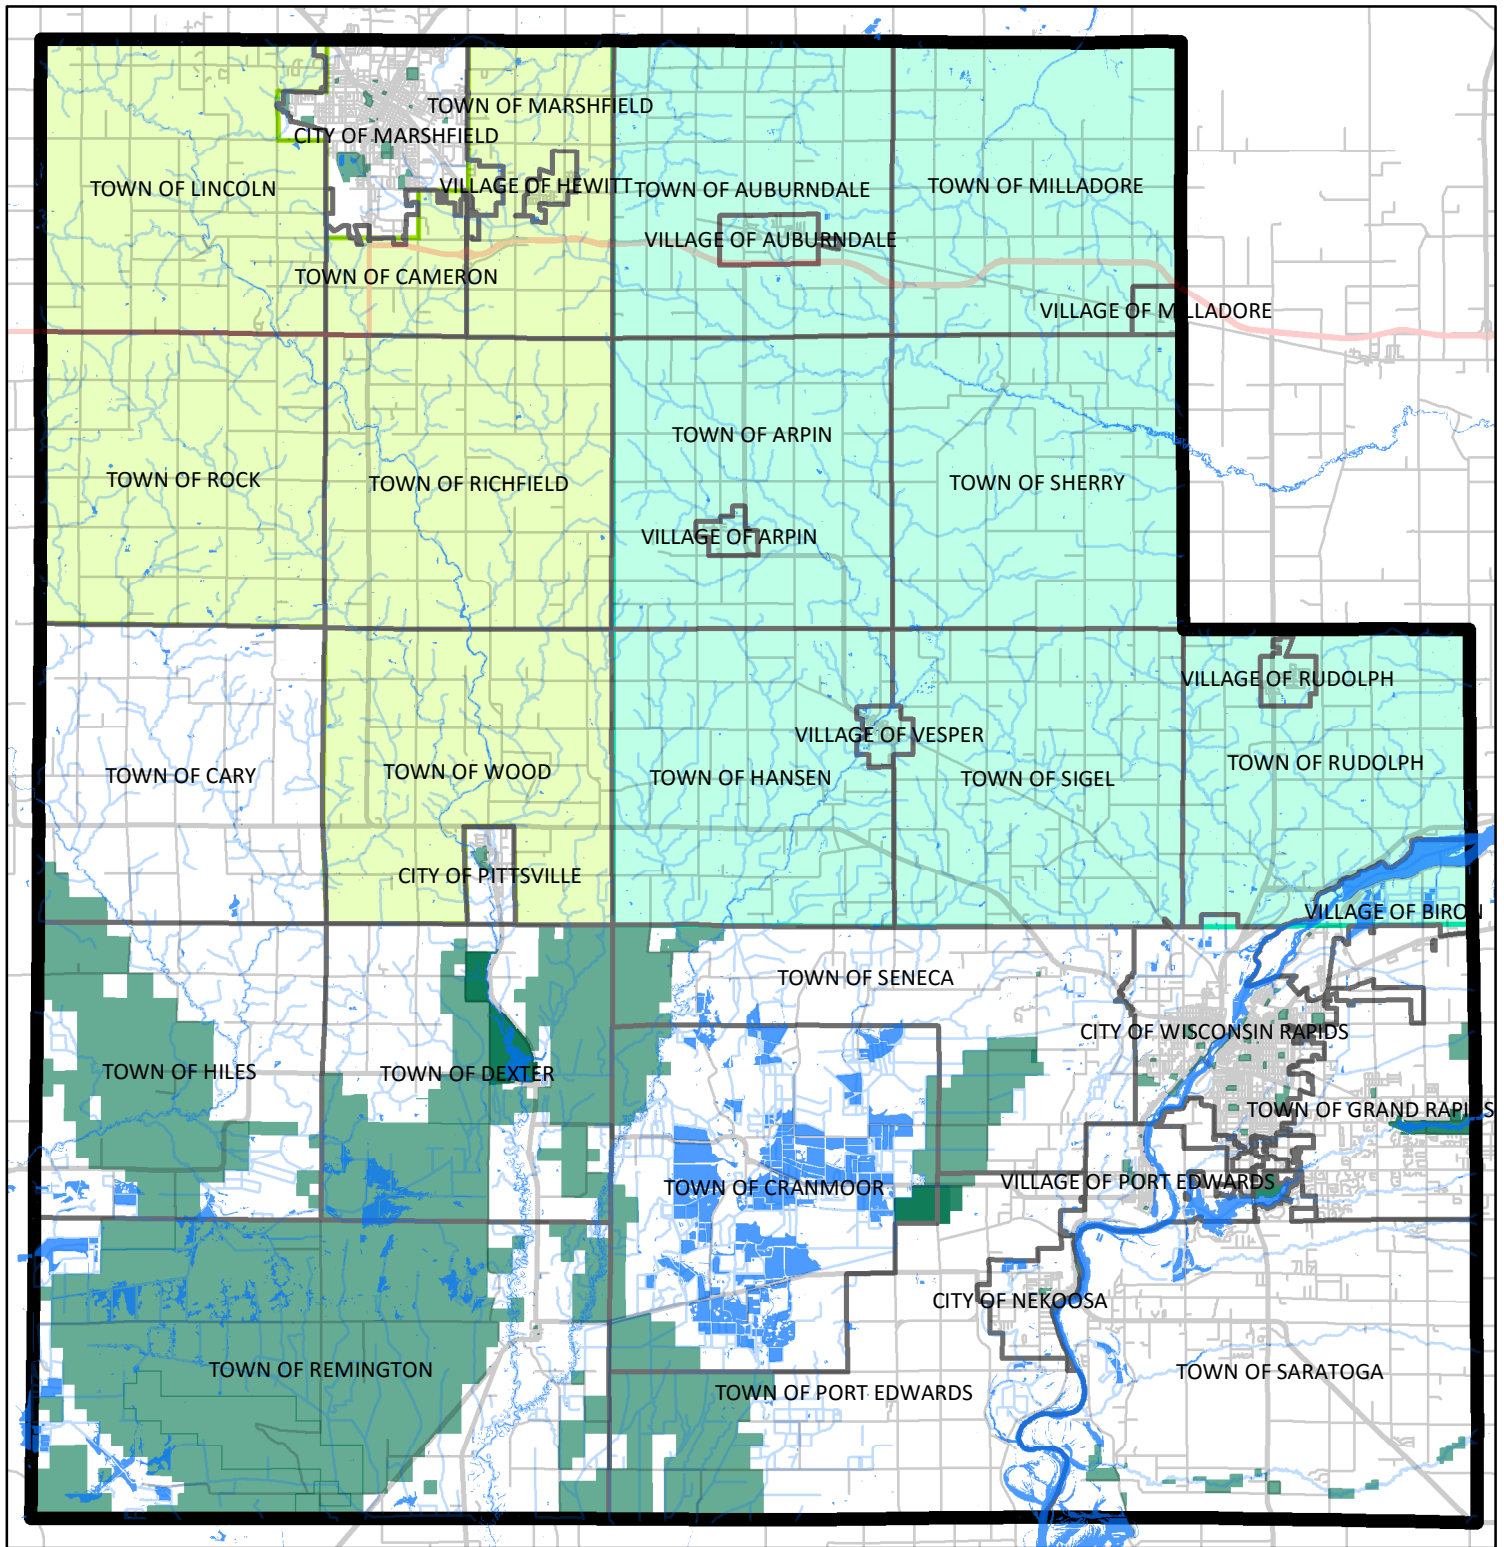 TOWN OF MARSHFIELD
CITY OF MARSHFIELD
TOWN OF LINCOLN
VILLAGE OF HEWITT
TOWN OF AUBURNDALE
TOWN OF MILLADORE
VILLAGE OF AUBURNDALE
TOWN OF CAMERON
VILLAGE OF MILLADORE
TOWN OF ARPIN
TOWN OF ROCK
TOWN OF RICHFIELD
TOWN OF SHERRY
VILLAGE OF ARPIN
VILLAGE OF RUDOLPH
VILLAGE OF VESPER
TOWN OF RUDOLPH
TOWN OF CARY
TOWN OF WOOD
TOWN OF HANSEN
TOWN OF SIGEL
CITY OF PITTSVILLE
VILLAGE OF BIRON
TOWN OF SENECA
CITY OF WISCONSIN RAPIDS
TOWN OF HILES
TOWN OF DEXTER
TOWN OF GRAND RAPIDS
TOWN OF CRANMOOR
VILLAGE OF PORT EDWARDS
CITY OF NEKOOSA
TOWN OF REMINGTON
TOWN OF SARATOGA
TOWN OF PORT EDWARDS